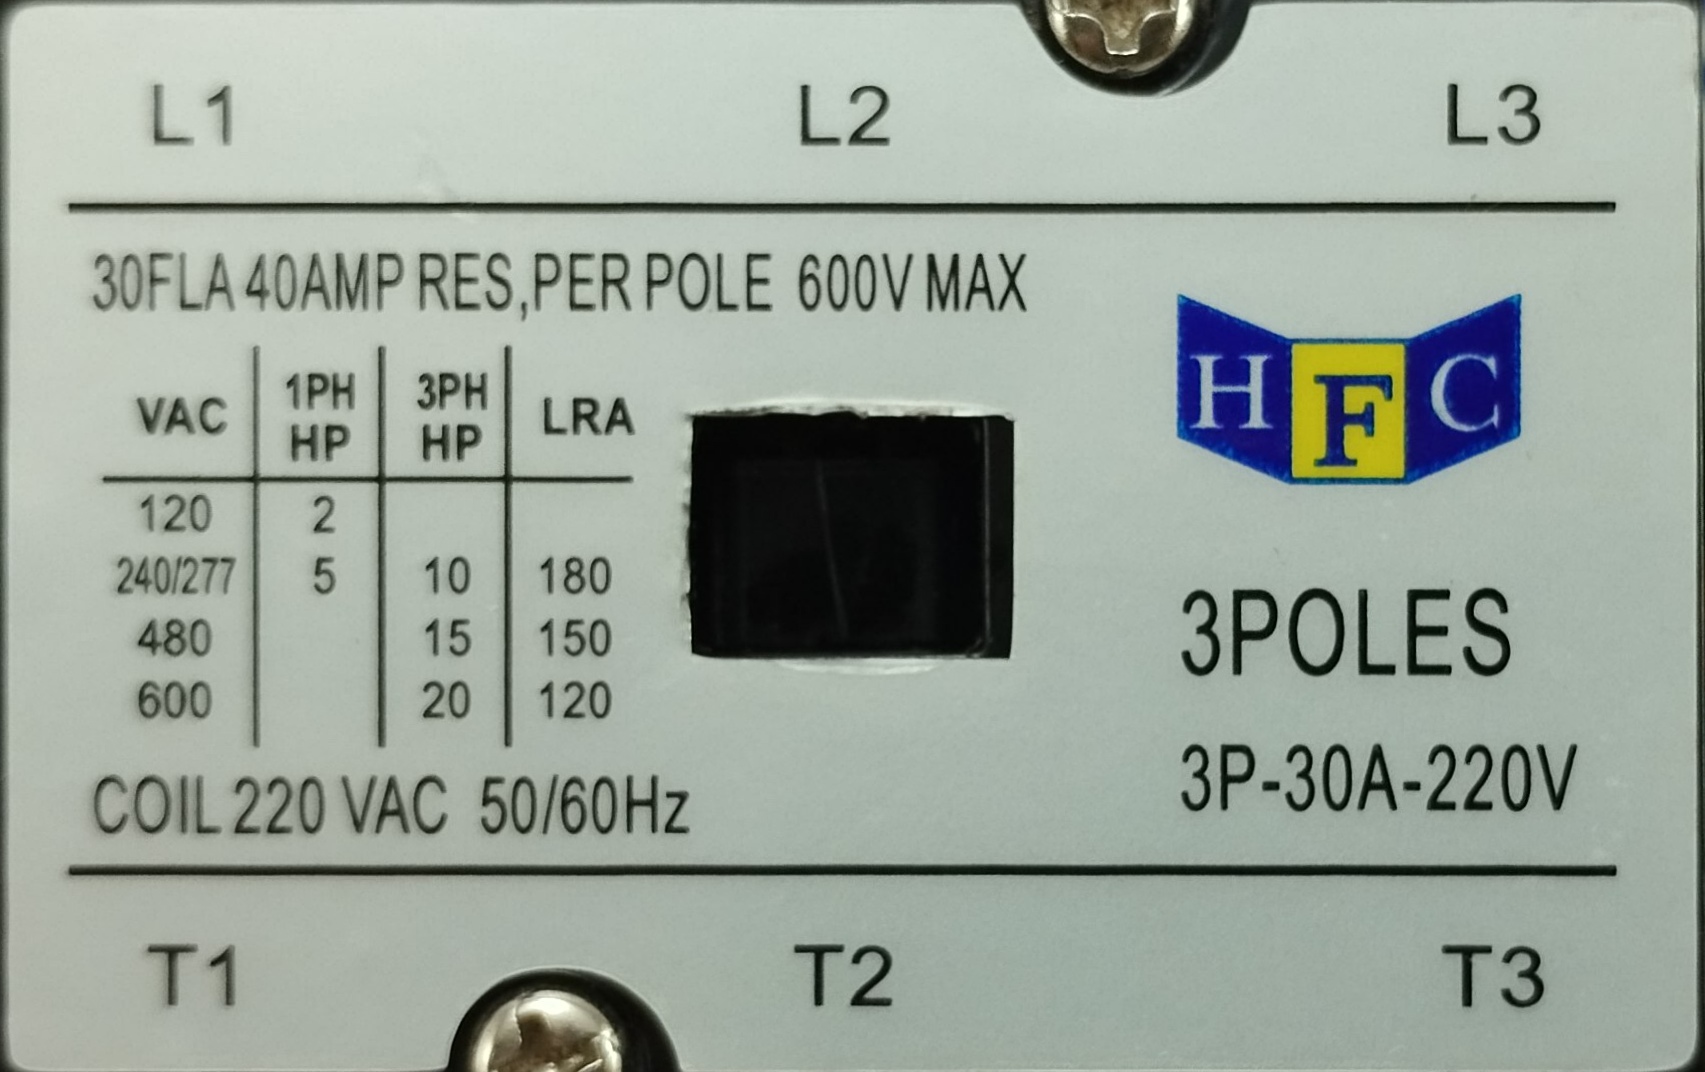 L1 L2 L3
30FLA 40AMP RES,PER POLE 600V MAX
HFC
VAC 1PH HP 3PH HP LRA
120 2
240/277 5 10 180
480 15 150
600 20 120
3POLES
3P-30A-220V
COIL 220 VAC 50/60Hz
T1 T2 T3